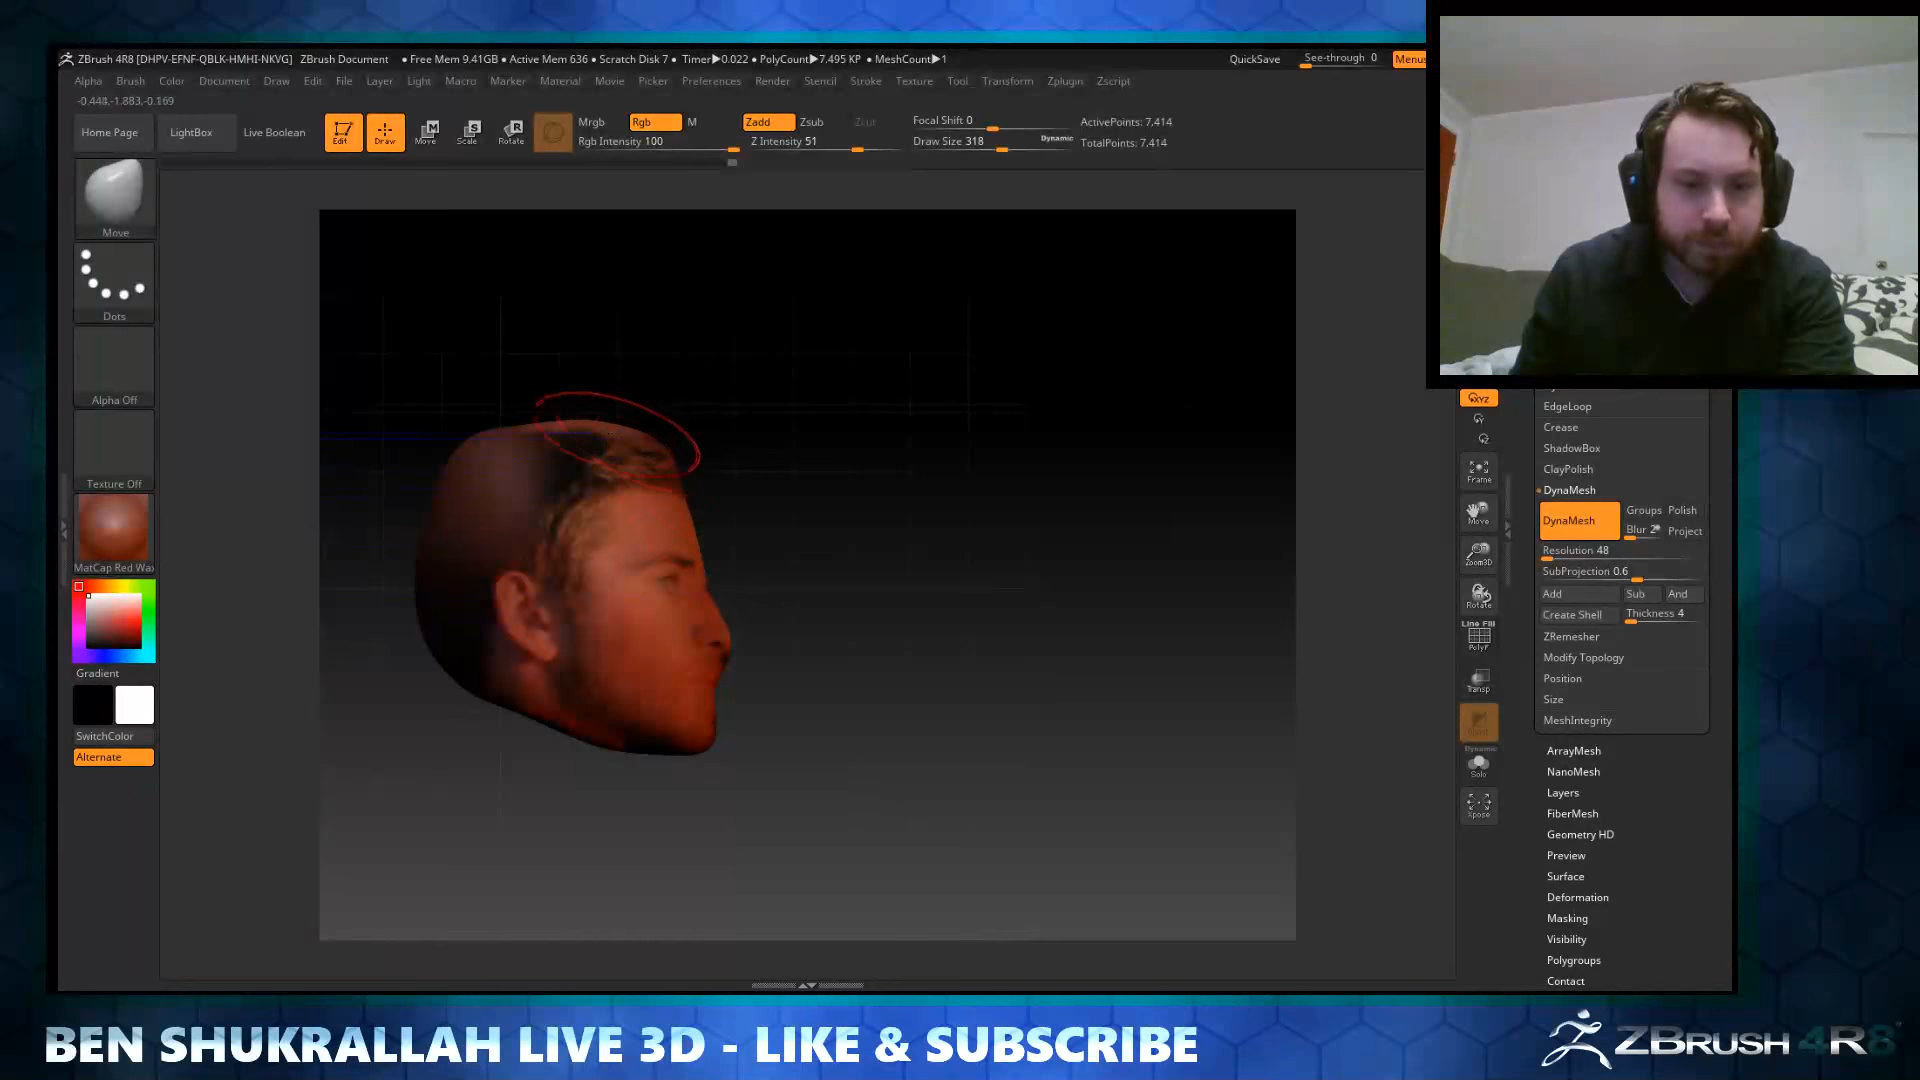 ZBrush 4R8 [DHPV-EFNF-QBLK-HMHI-NKVG] ZBrush Document • Free Mem 9.41GB • Active Mem 636 • Scratch Disk 7 • Timer▶0.022 • PolyCount▶7.495 KP • MeshCount▶1 QuickSave See-through 0 Menus
Alpha Brush Color Document Draw Edit File Layer Light Macro Marker Material Movie Picker Preferences Render Stencil Stroke Texture Tool Transform Zplugin Zscript
-0.448,-1.883,-0.169
Home Page LightBox Live Boolean Edit Draw Move Scale Rotate
Mrgb Rgb M Zadd Zsub Zcut
Rgb Intensity 100 Z Intensity 51
Focal Shift 0
Draw Size 318 Dynamic
ActivePoints: 7,414
TotalPoints: 7,414
Move
Dots
Alpha Off
Texture Off
MatCap Red Wax
Gradient
SwitchColor
Alternate
XYZ
Y
Z
Frame
Move
Zoom3D
Rotate
Line Fill
PolyF
Transp
Dynamic
Solo
Xpose
EdgeLoop
Crease
ShadowBox
ClayPolish
DynaMesh
DynaMesh Groups Polish
Blur 2 Project
Resolution 48
SubProjection 0.6
Add Sub And
Create Shell Thickness 4
ZRemesher
Modify Topology
Position
Size
MeshIntegrity
ArrayMesh
NanoMesh
Layers
FiberMesh
Geometry HD
Preview
Surface
Deformation
Masking
Visibility
Polygroups
Contact
BEN SHUKRALLAH LIVE 3D - LIKE & SUBSCRIBE
ZBRUSH 4R8